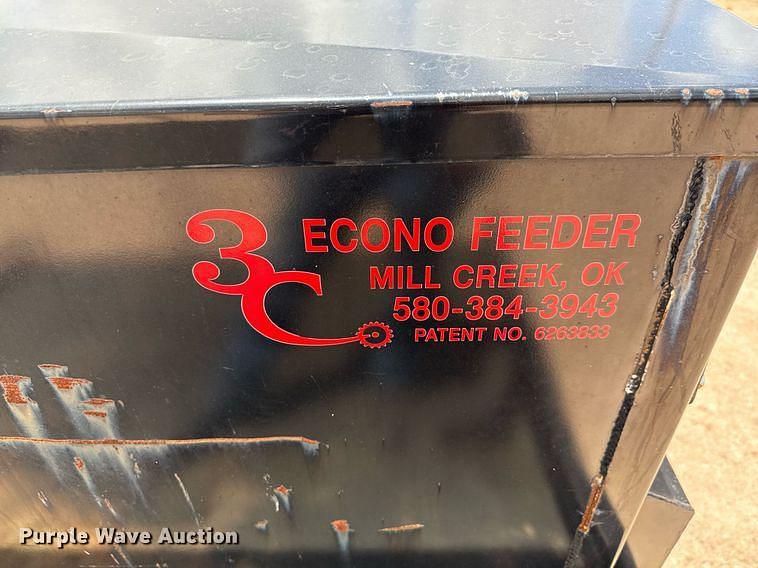 3C
ECONO FEEDER
MILL CREEK, OK
580-384-3943
PATENT NO. 6263833
Purple Wave Auction